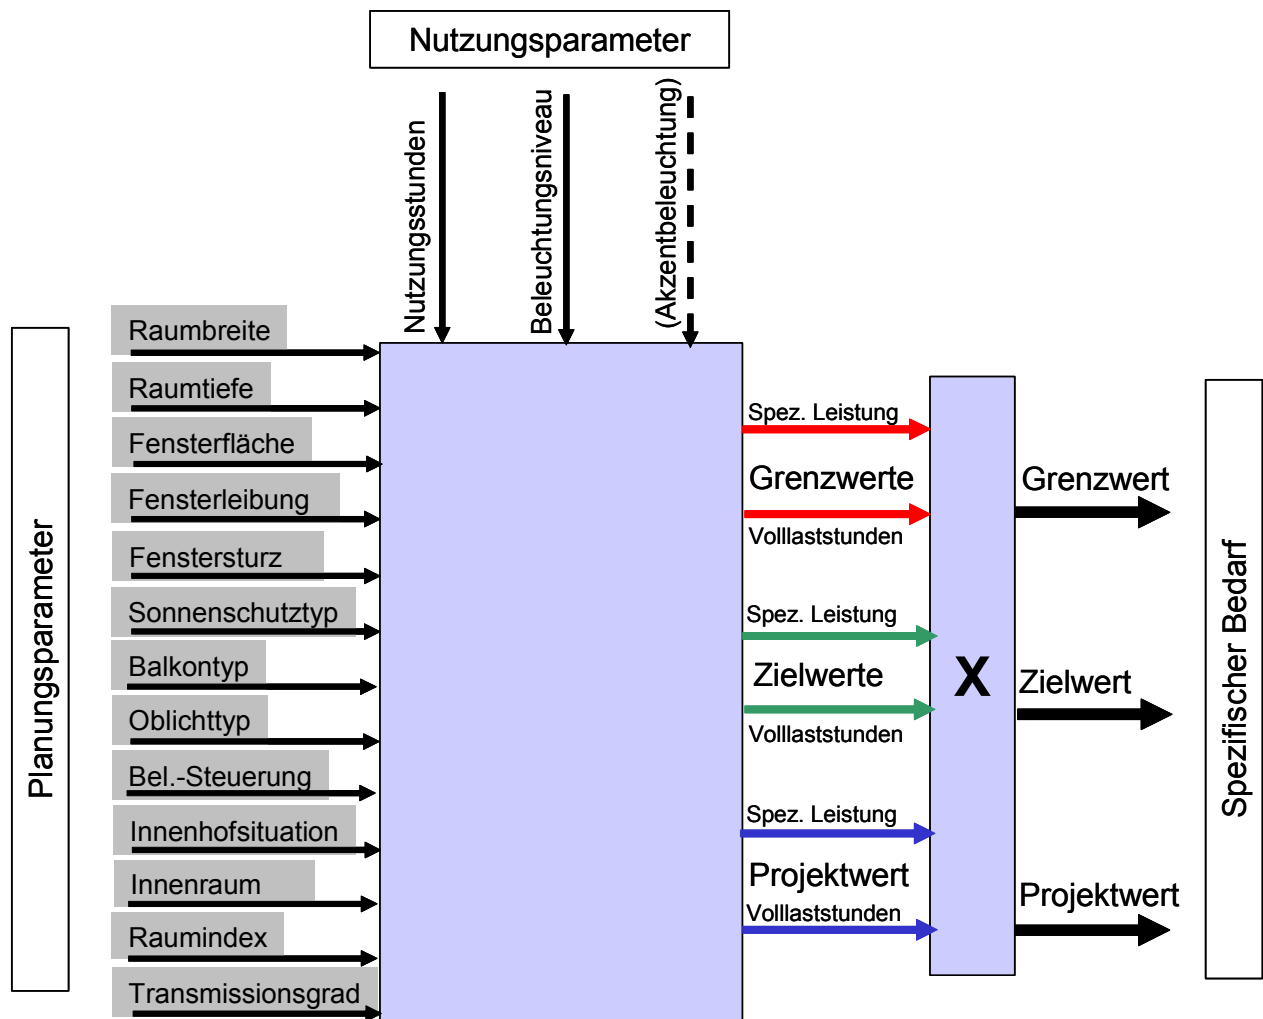 Nutzungsparameter
Nutzungsstunden
Beleuchtungsniveau
(Akzentbeleuchtung)
Planungsparameter
Raumbreite
Raumtiefe
Fensterfläche
Fensterleibung
Fenstersturz
Sonnenschutztyp
Balkontyp
Oblichttyp
Bel.-Steuerung
Innenhofsituation
Innenraum
Raumindex
Transmissionsgrad
Spez. Leistung
Grenzwerte
Volllaststunden
Spez. Leistung
Zielwerte
Volllaststunden
Spez. Leistung
Projektwert
Volllaststunden
X
Grenzwert
Zielwert
Projektwert
Spezifischer Bedarf